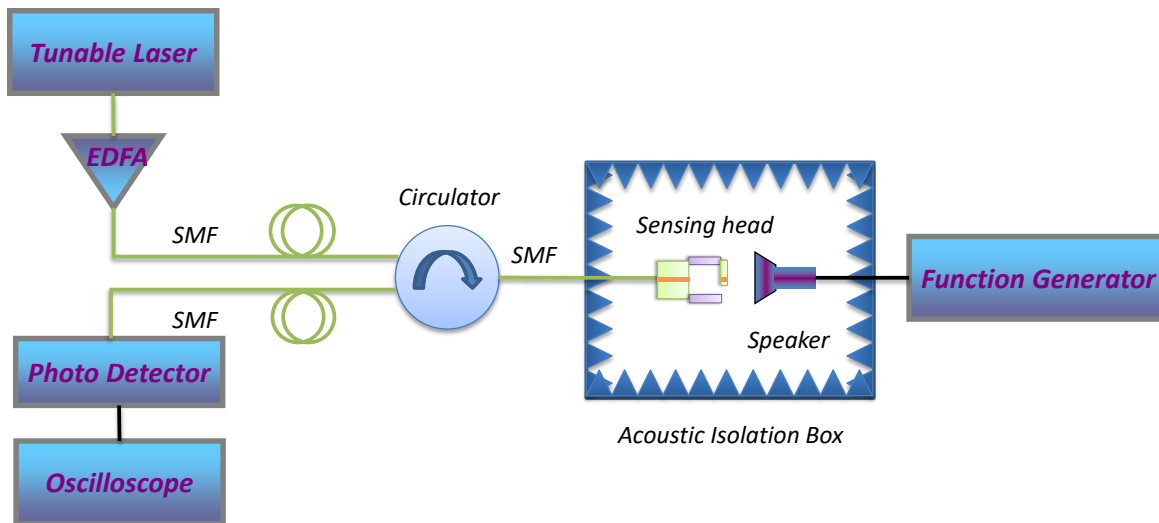 Tunable Laser
EDFA
SMF
Circulator
SMF
Sensing head
Function Generator
SMF
Speaker
Photo Detector
Acoustic Isolation Box
Oscilloscope